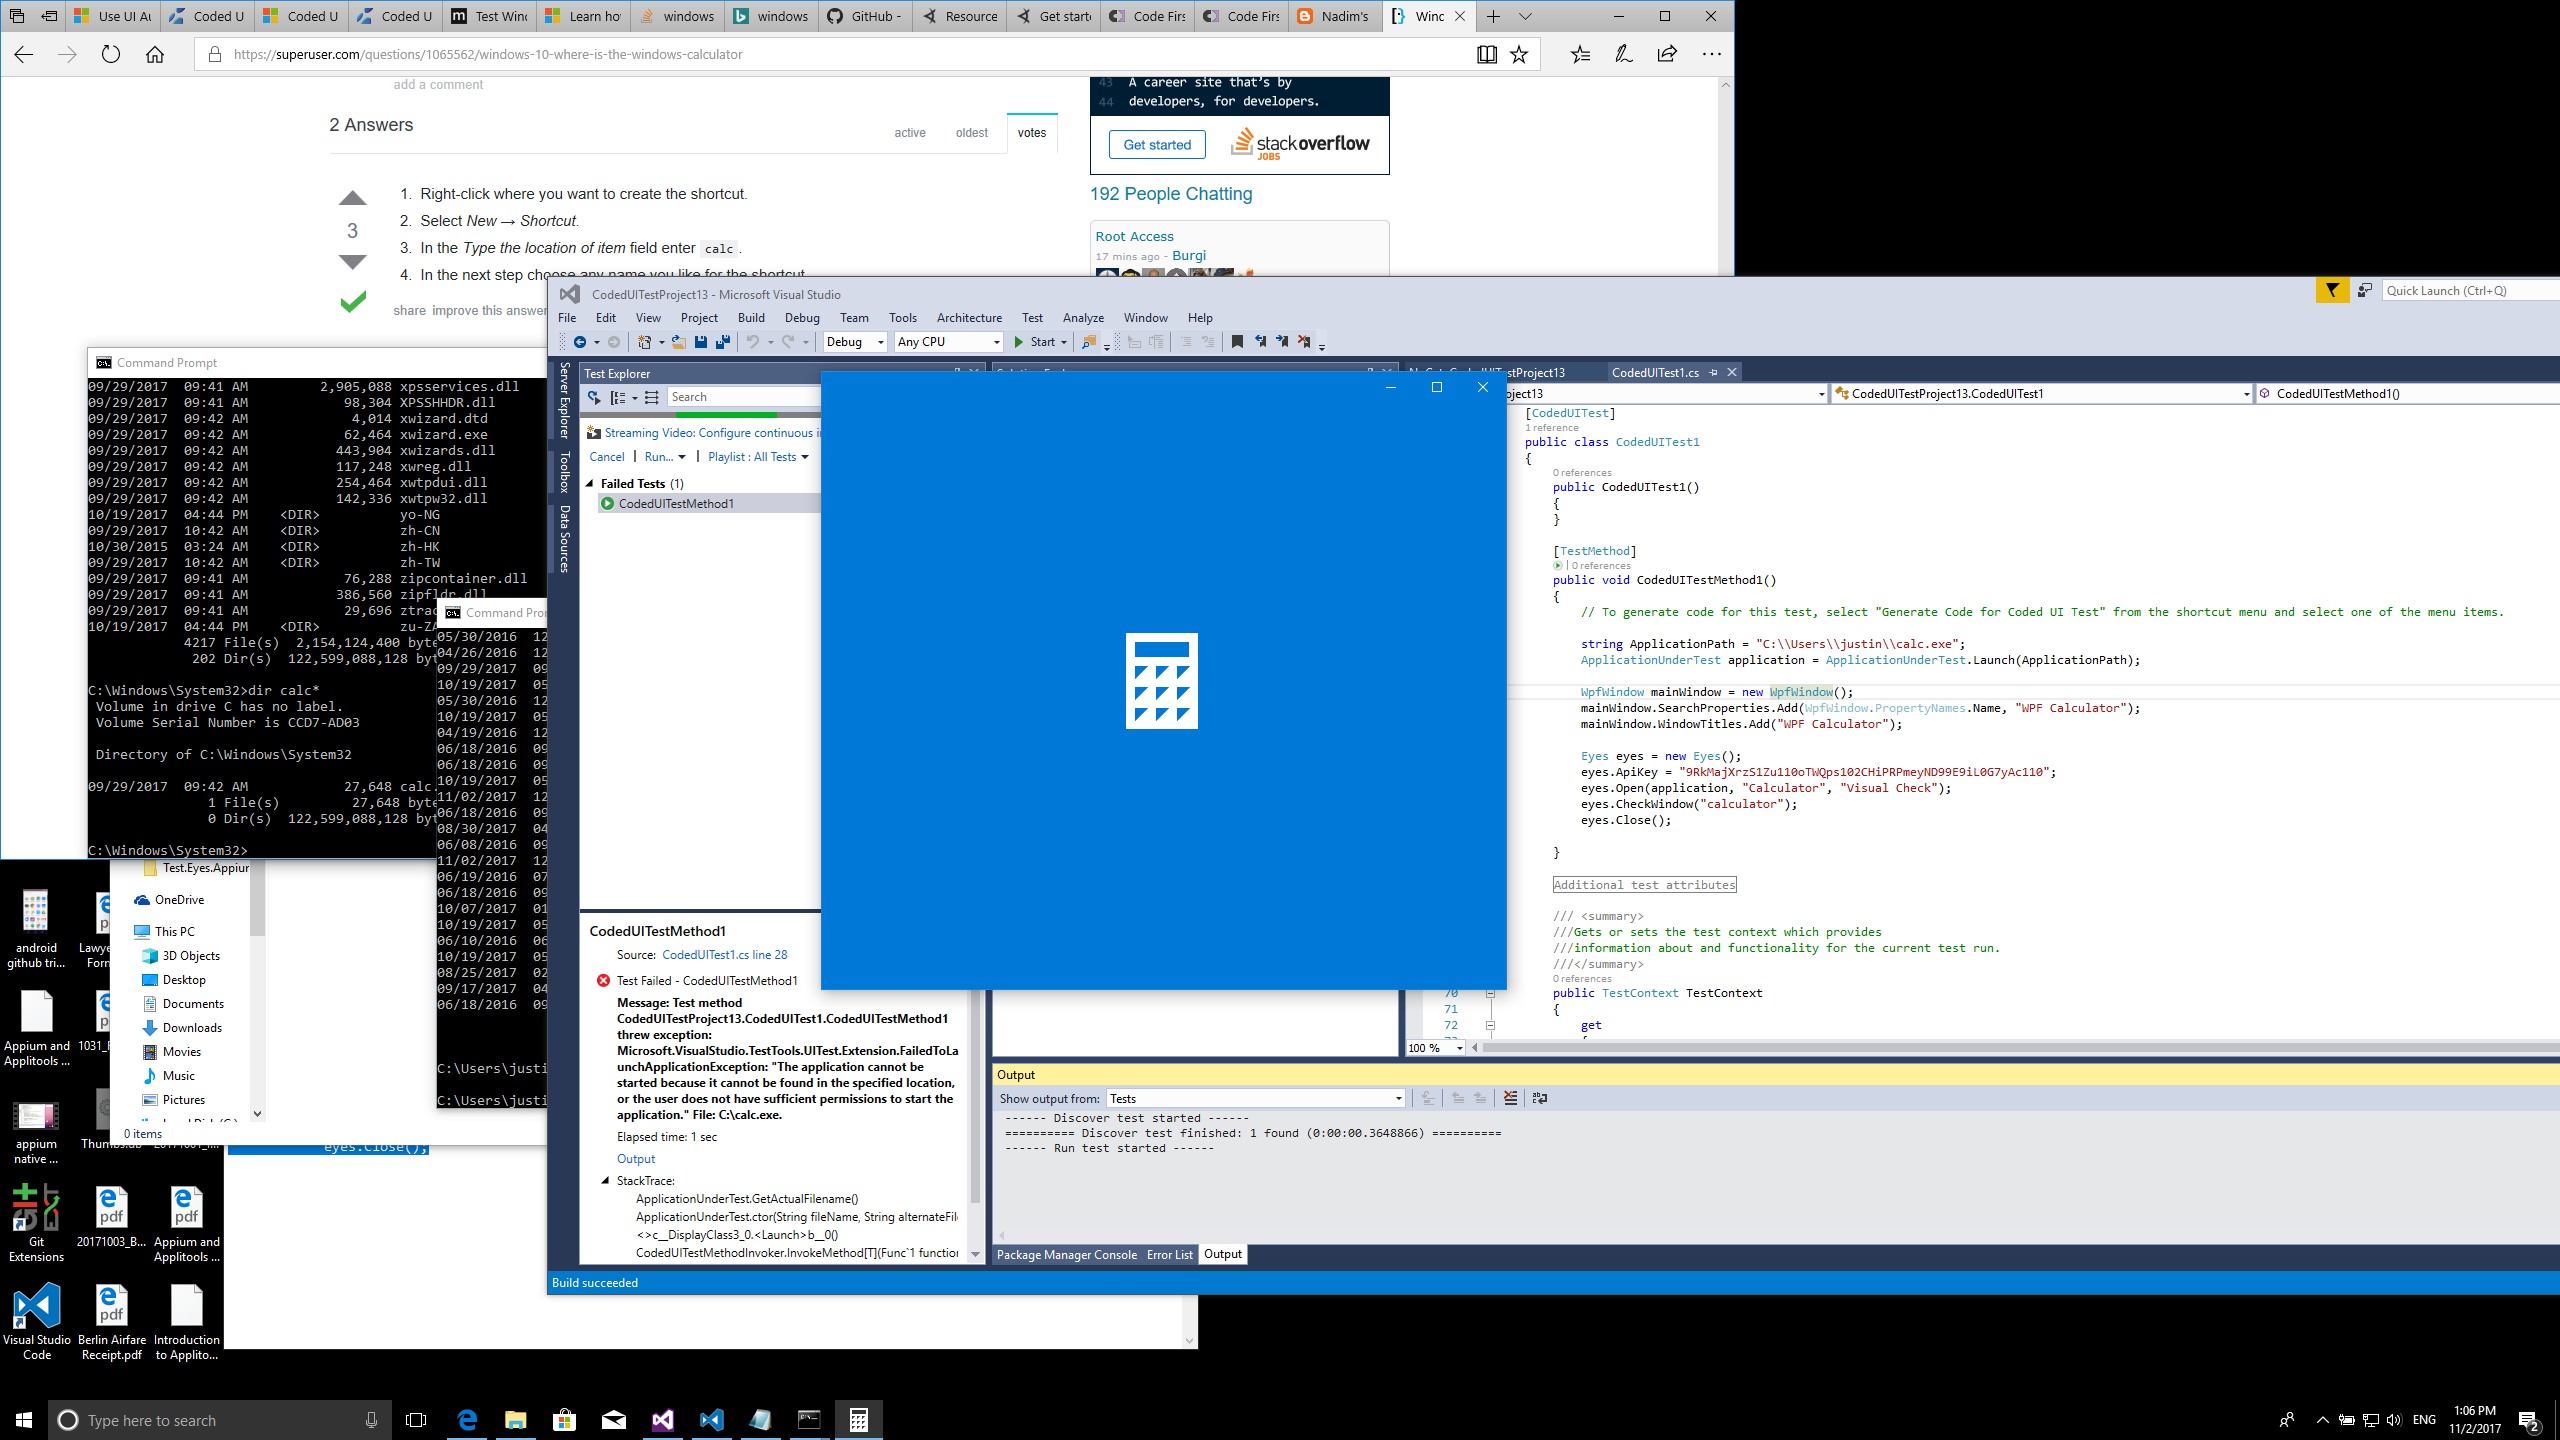 Use UI Au
Coded U
Coded U
Coded U
Test Wind
Learn ho
windows
windows
GitHub -
Resource
Get starte
Code Firs
Code Firs
Nadim's
Winc
https://superuser.com/questions/1065562/windows-10-where-is-the-windows-calculator
add a comment
2 Answers
active
oldest
votes
3
1. Right-click where you want to create the shortcut.
2. Select New → Shortcut.
3. In the Type the location of item field enter calc.
4. In the next step choose any name you like for the shortcut
share improve this answer
43 A career site that's by
44 developers, for developers.
Get started
stackoverflow
JOBS
192 People Chatting
Root Access
17 mins ago - Burgi
Command Prompt
09/29/2017 09:41 AM 2,905,088 xpsservices.dll
09/29/2017 09:41 AM 98,304 XPSSHHDR.dll
09/29/2017 09:42 AM 4,014 xwizard.dtd
09/29/2017 09:42 AM 62,464 xwizard.exe
09/29/2017 09:42 AM 443,904 xwizards.dll
09/29/2017 09:42 AM 117,248 xwreg.dll
09/29/2017 09:42 AM 254,464 xwtpdui.dll
09/29/2017 09:42 AM 142,336 xwtpw32.dll
10/19/2017 04:44 PM <DIR> yo-NG
09/29/2017 10:42 AM <DIR> zh-CN
10/30/2015 03:24 AM <DIR> zh-HK
09/29/2017 10:42 AM <DIR> zh-TW
09/29/2017 09:41 AM 76,288 zipcontainer.dll
09/29/2017 09:41 AM 386,560 zipfldr.dll
09/29/2017 09:41 AM 29,696 ztrac
10/19/2017 04:44 PM <DIR> zu-ZA
4217 File(s) 2,154,124,400 byte
202 Dir(s) 122,599,088,128 byt
C:\Windows\System32>dir calc*
Volume in drive C has no label.
Volume Serial Number is CCD7-AD03
Directory of C:\Windows\System32
09/29/2017 09:42 AM 27,648 calc.
1 File(s) 27,648 byte
0 Dir(s) 122,599,088,128 byt
C:\Windows\System32>
Command Pror
05/30/2016 12
04/26/2016 12
09/29/2017 09
10/19/2017 05
05/30/2016 12
10/19/2017 05
04/19/2016 12
06/18/2016 09
06/18/2016 09
10/19/2017 05
11/02/2017 12
06/18/2016 09
08/30/2017 04
06/08/2016 09
11/02/2017 12
06/19/2016 07
06/18/2016 09
10/07/2017 01
10/19/2017 05
06/10/2016 06
10/19/2017 05
08/25/2017 02
09/17/2017 04
06/18/2016 09
C:\Users\justi
C:\Users\justi
CodedUITestProject13 - Microsoft Visual Studio
Quick Launch (Ctrl+Q)
File Edit View Project Build Debug Team Tools Architecture Test Analyze Window Help
Debug
Any CPU
Start
Server Explorer
Toolbox
Data Sources
Test Explorer
Search
Streaming Video: Configure continuous i
Cancel | Run... | Playlist : All Tests
Failed Tests (1)
CodedUITestMethod1
CodedUITestMethod1
Source: CodedUITest1.cs line 28
Test Failed - CodedUITestMethod1
Message: Test method
CodedUITestProject13.CodedUITest1.CodedUITestMethod1
threw exception:
Microsoft.VisualStudio.TestTools.UITest.Extension.FailedToLa
unchApplicationException: "The application cannot be
started because it cannot be found in the specified location,
or the user does not have sufficient permissions to start the
application." File: C:\calc.exe.
Elapsed time: 1 sec
Output
StackTrace:
ApplicationUnderTest.GetActualFilename()
ApplicationUnderTest.ctor(String fileName, String alternateFil
<>c__DisplayClass3_0.<Launch>b__0()
CodedUITestMethodInvoker.InvokeMethod[T](Func`1 function
stProject13
CodedUITest1.cs
oject13
CodedUITestProject13.CodedUITest1
CodedUITestMethod1()
[CodedUITest]
1 reference
public class CodedUITest1
{
0 references
public CodedUITest1()
{
}
[TestMethod]
| 0 references
public void CodedUITestMethod1()
{
// To generate code for this test, select "Generate Code for Coded UI Test" from the shortcut menu and select one of the menu items.
string ApplicationPath = "C:\\Users\\justin\\calc.exe";
ApplicationUnderTest application = ApplicationUnderTest.Launch(ApplicationPath);
WpfWindow mainWindow = new WpfWindow();
mainWindow.SearchProperties.Add(WpfWindow.PropertyNames.Name, "WPF Calculator");
mainWindow.WindowTitles.Add("WPF Calculator");
Eyes eyes = new Eyes();
eyes.ApiKey = "9RkMajXrzS1Zu110oTWQps102CHiPRPmeyND99E9iL0G7yAc110";
eyes.Open(application, "Calculator", "Visual Check");
eyes.CheckWindow("calculator");
eyes.Close();
}
Additional test attributes
/// <summary>
///Gets or sets the test context which provides
///information about and functionality for the current test run.
///</summary>
0 references
70 public TestContext TestContext
71 {
72 get
100 %
Output
Show output from: Tests
------ Discover test started ------
========== Discover test finished: 1 found (0:00:00.3648866) ==========
------ Run test started ------
Package Manager Console Error List Output
Build succeeded
Test.Eyes.Appiur
OneDrive
This PC
3D Objects
Desktop
Documents
Downloads
Movies
Music
Pictures
0 items
eyes.Close();
android
github tri...
Lawye
Forn
Appium and
Applitools ...
1031_F
appium
native ...
Thumbs.db
Git
Extensions
20171003_B...
Appium and
Applitools ...
Visual Studio
Code
Berlin Airfare
Receipt.pdf
Introduction
to Applito...
Type here to search
ENG
1:06 PM
11/2/2017
2